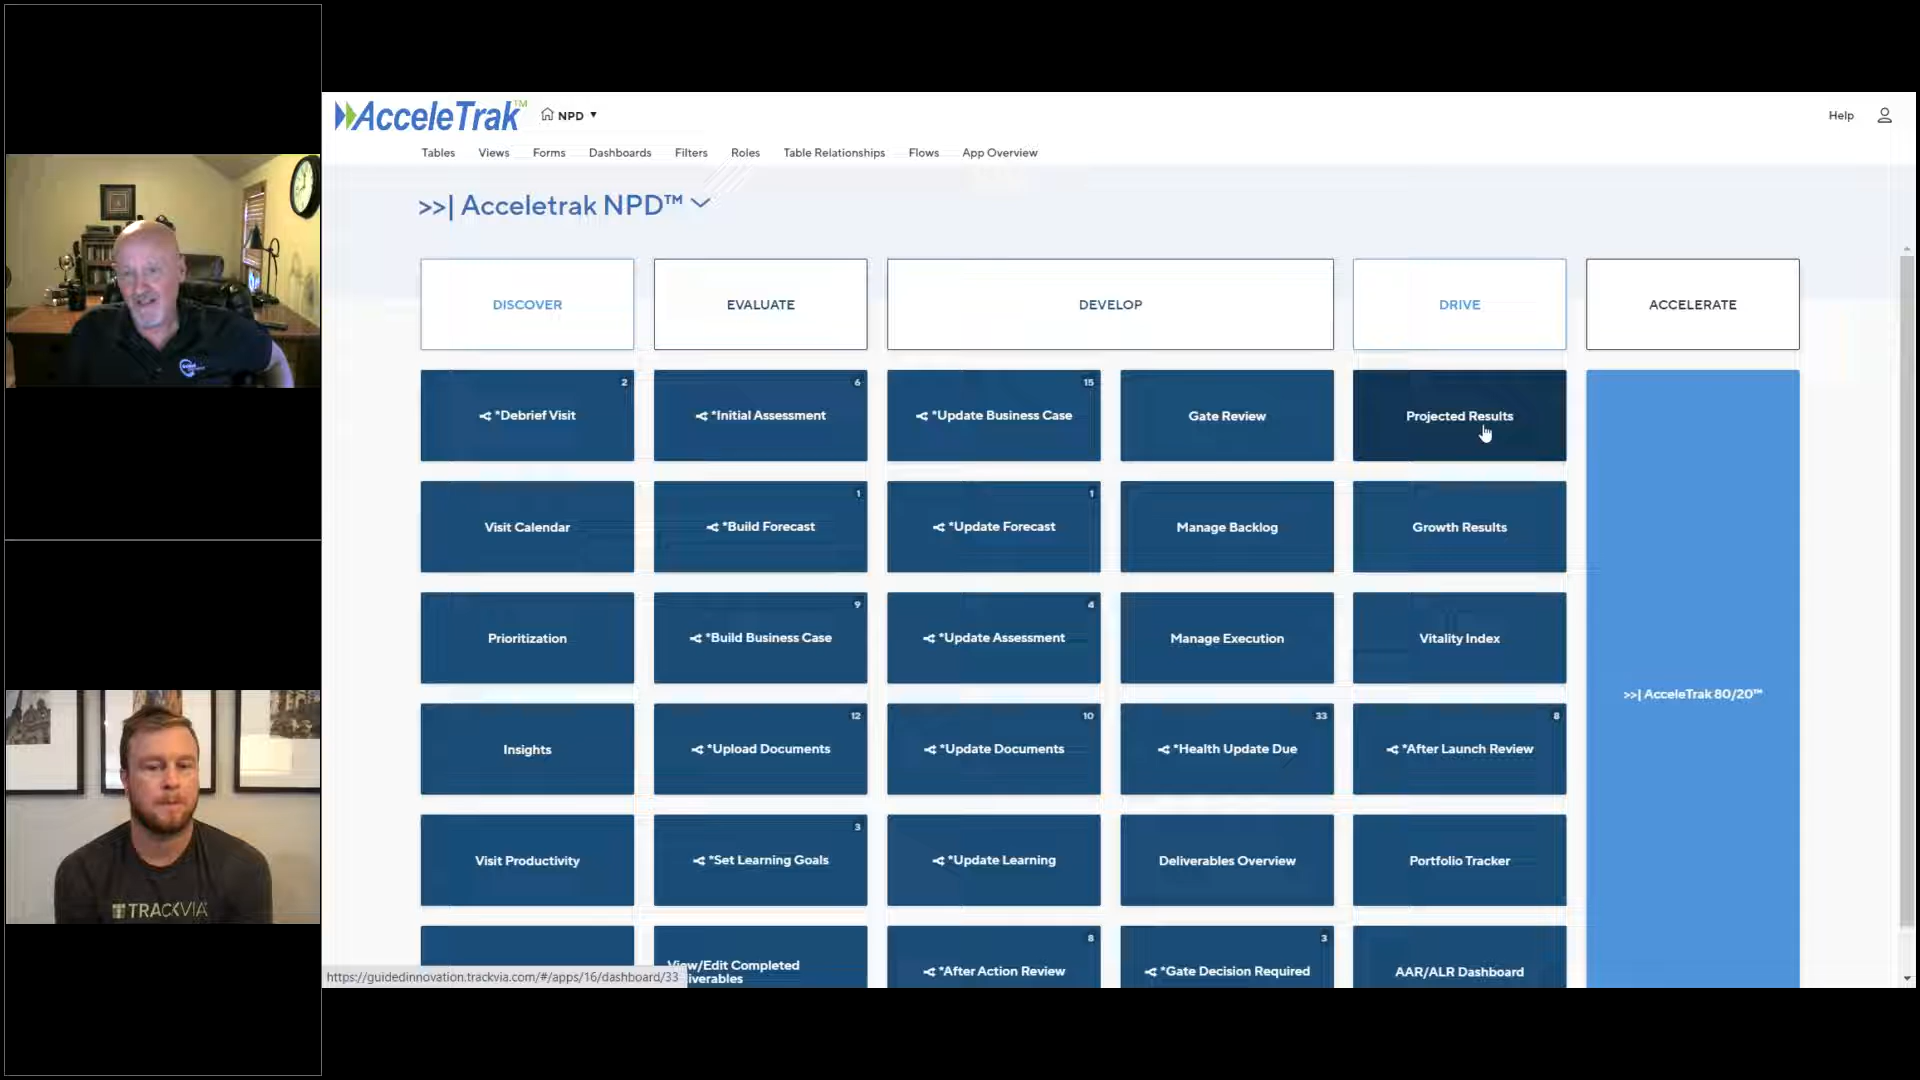 AcceleTrak™
NPD
Help
Tables Views Forms Dashboards Filters Roles Table Relationships Flows App Overview
>>| Acceletrak NPD™
DISCOVER
EVALUATE
DEVELOP
DRIVE
ACCELERATE
2
*Debrief Visit
6
*Initial Assessment
15
*Update Business Case
Gate Review
Projected Results
Visit Calendar
1
*Build Forecast
1
*Update Forecast
Manage Backlog
Growth Results
Prioritization
9
*Build Business Case
4
*Update Assessment
Manage Execution
Vitality Index
>>| AcceleTrak 80/20™
Insights
12
*Upload Documents
10
*Update Documents
33
*Health Update Due
8
*After Launch Review
Visit Productivity
3
*Set Learning Goals
*Update Learning
Deliverables Overview
Portfolio Tracker
View/Edit Completed
8
*After Action Review
3
*Gate Decision Required
AAR/ALR Dashboard
https://guidedinnovation.trackvia.com/#/apps/16/dashboard/33
TRACKVIA